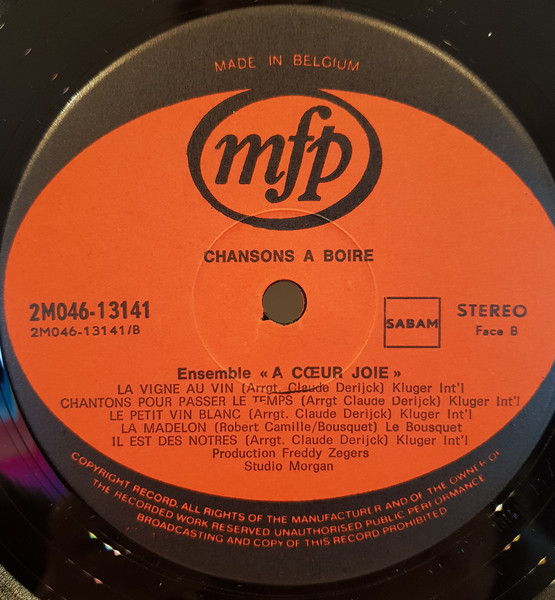 MADE IN BELGIUM
mfp
CHANSONS A BOIRE
2M046-13141
2M046-13141/B
SABAM
STEREO
Face B
Ensemble « A CŒUR JOIE »
LA VIGNE AU VIN (Arrgt. Claude Derijck) Kluger Int'l
CHANTONS POUR PASSER LE TEMPS (Arrgt Claude Derijck) Kluger Int'l
LE PETIT VIN BLANC (Arrgt. Claude Derijck) Kluger Int'l
LA MADELON (Robert Camille/Bousquet) Le Bousquet
IL EST DES NOTRES (Arrgt. Claude Derijck) Kluger Int'l
Production Freddy Zegers
Studio Morgan
COPYRIGHT RECORD. ALL RIGHTS OF THE MANUFACTURER AND OF THE OWNER OF
THE RECORDED WORK RESERVED UNAUTHORISED PUBLIC PERFORMANCE
BROADCASTING AND COPY OF THIS RECORD PROHIBITED